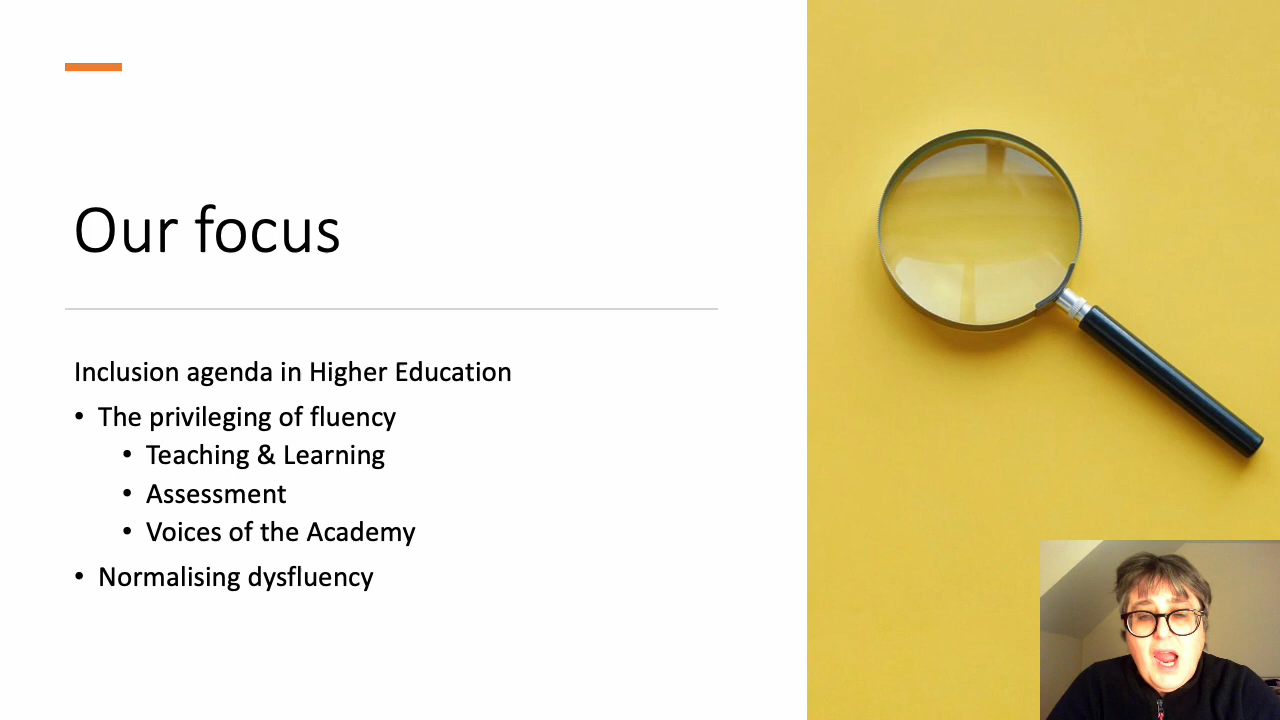 Our focus
Inclusion agenda in Higher Education
• The privileging of fluency
• Teaching & Learning
• Assessment
• Voices of the Academy
• Normalising dysfluency